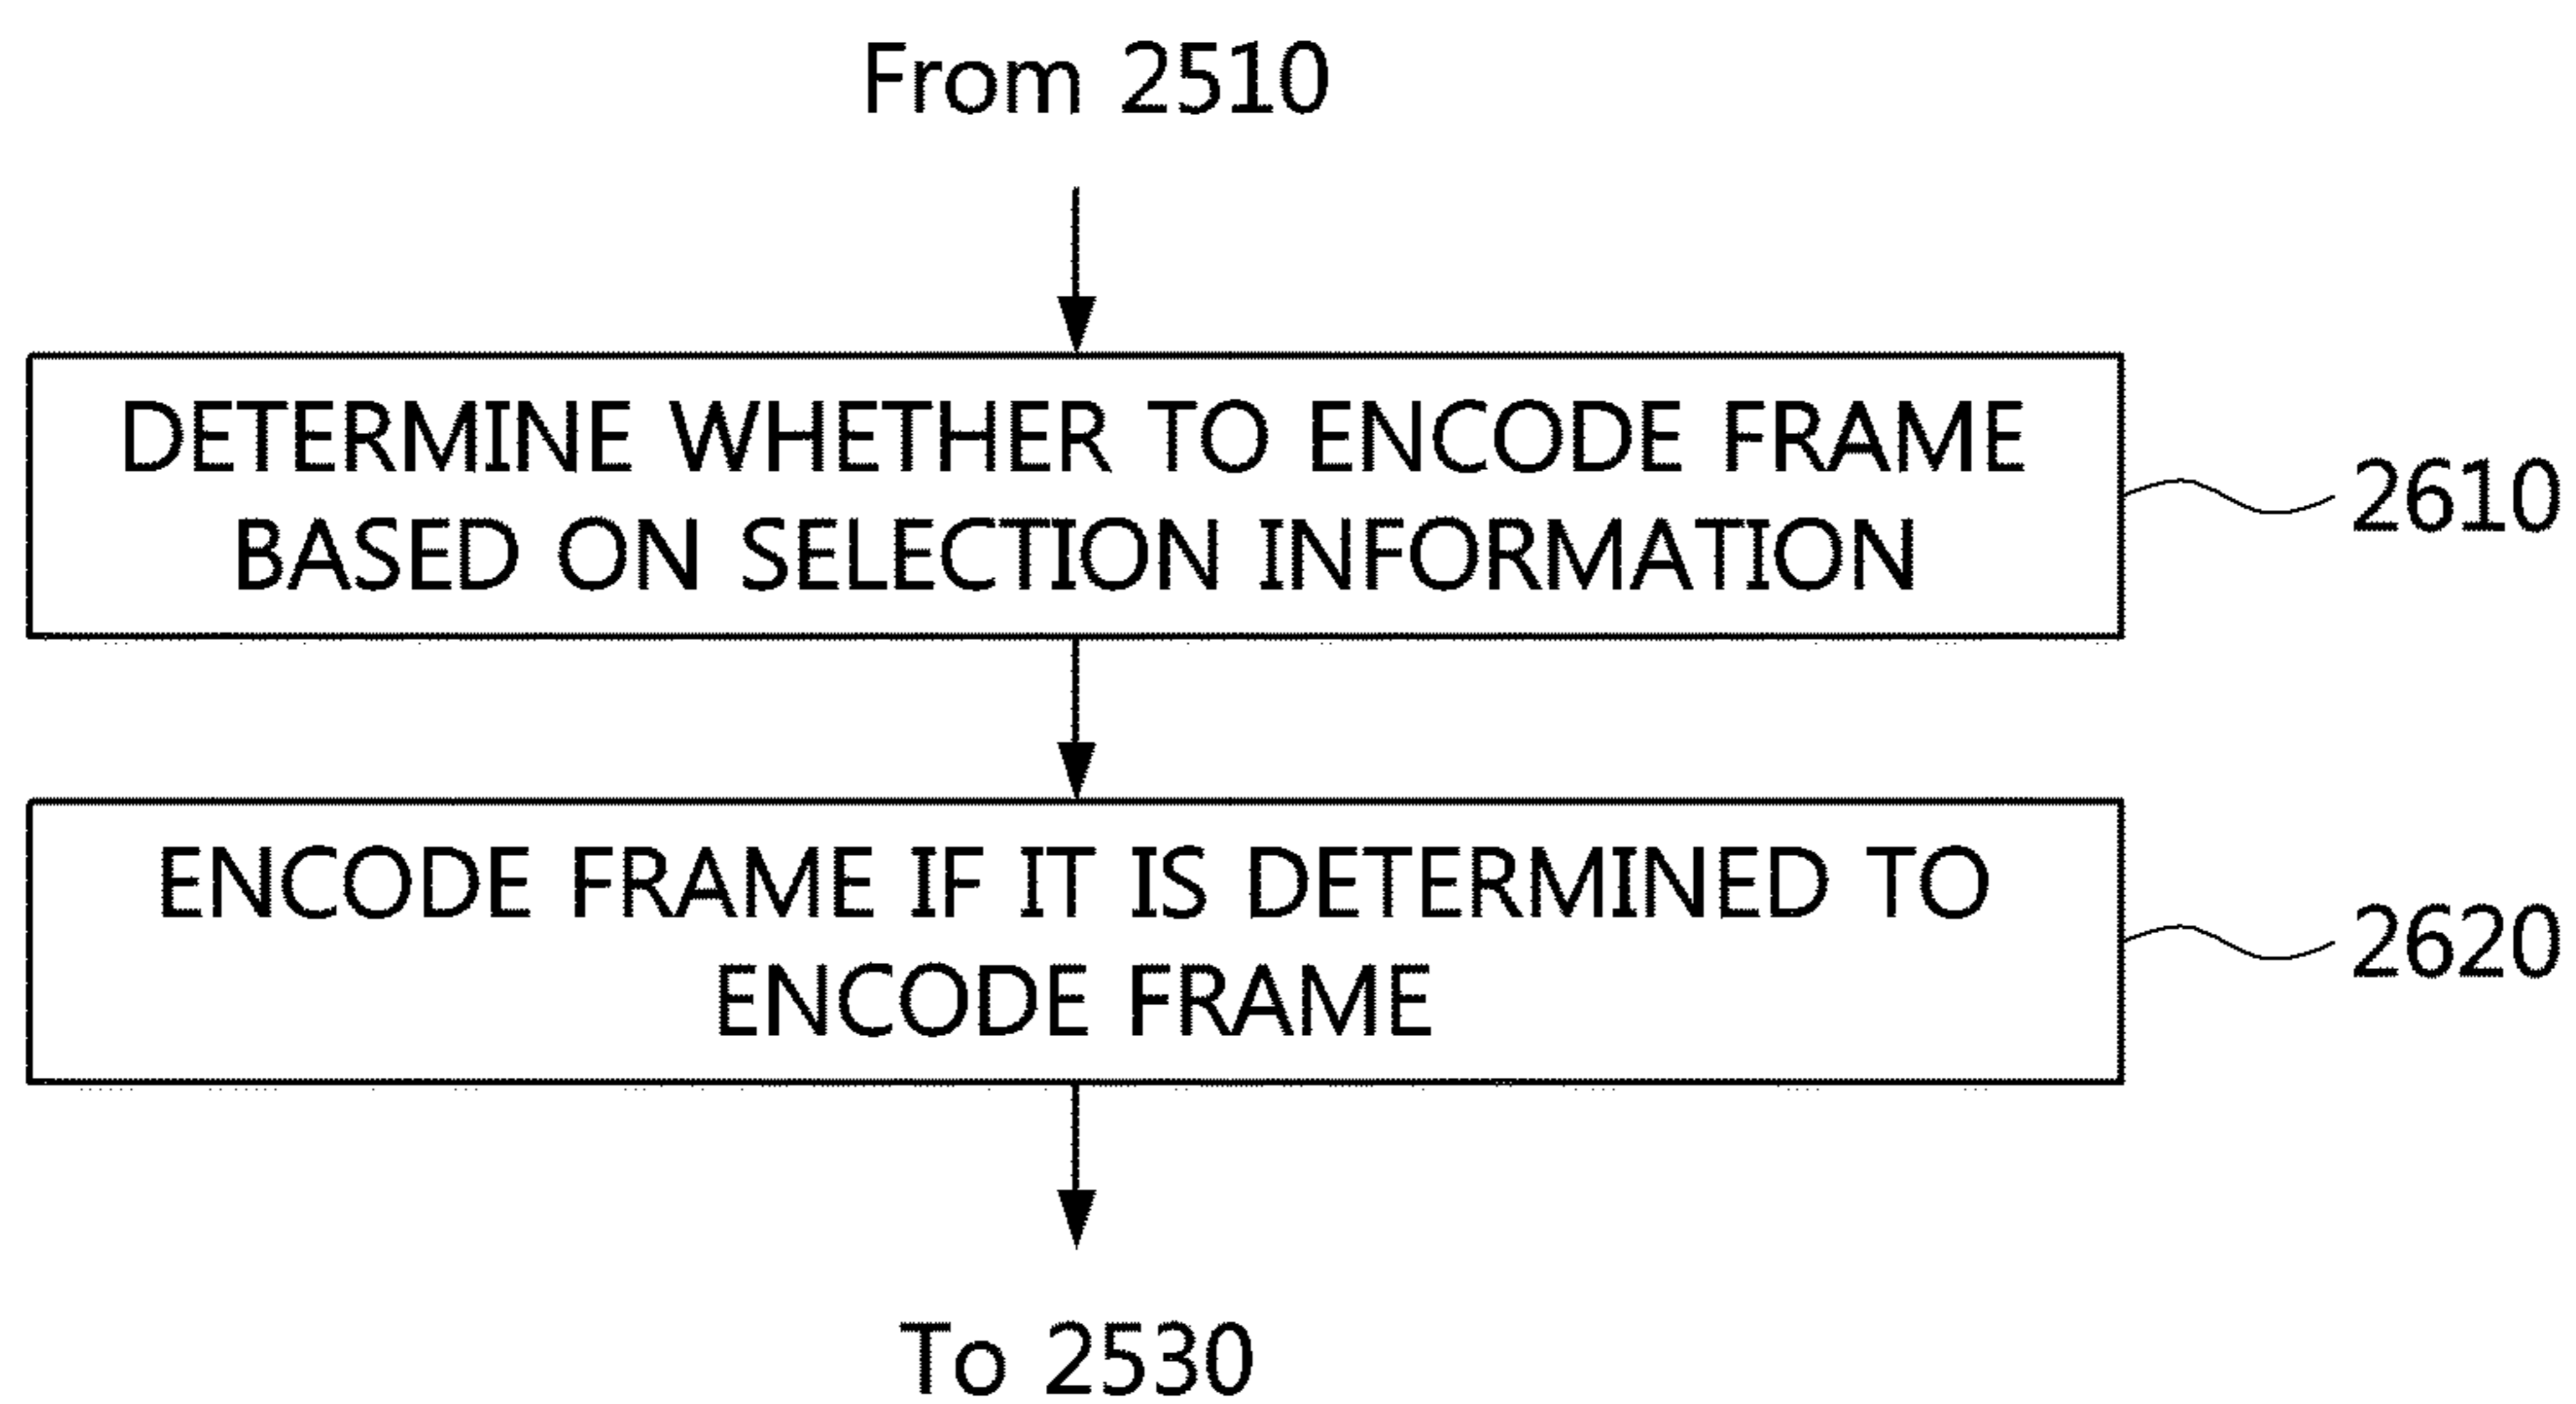 From 2510
DETERMINE WHETHER TO ENCODE FRAME
BASED ON SELECTION INFORMATION
2610
ENCODE FRAME IF IT IS DETERMINED TO
ENCODE FRAME
2620
To 2530